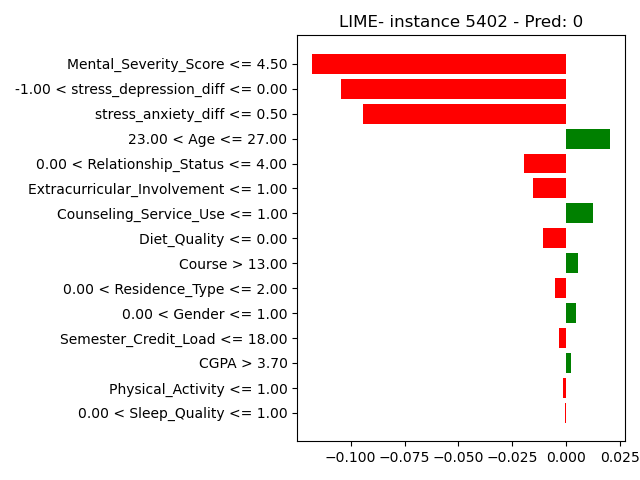 LIME- instance 5402 - Pred: 0
Mental_Severity_Score <= 4.50
-1.00 < stress_depression_diff <= 0.00
stress_anxiety_diff <= 0.50
23.00 < Age <= 27.00
0.00 < Relationship_Status <= 4.00
Extracurricular_Involvement <= 1.00
Counseling_Service_Use <= 1.00
Diet_Quality <= 0.00
Course > 13.00
0.00 < Residence_Type <= 2.00
0.00 < Gender <= 1.00
Semester_Credit_Load <= 18.00
CGPA > 3.70
Physical_Activity <= 1.00
0.00 < Sleep_Quality <= 1.00
−0.100 −0.075 −0.050 −0.025 0.000 0.025